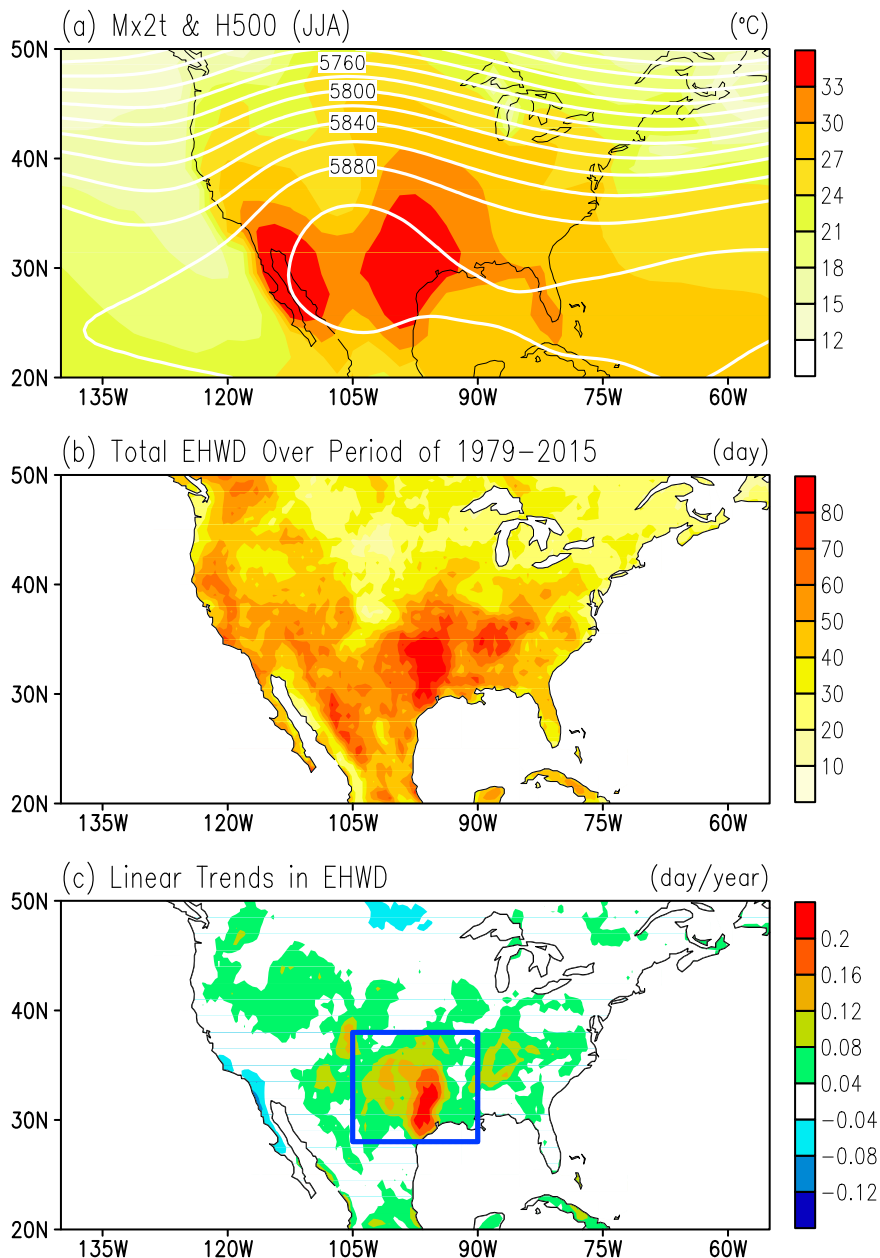 (a) Mx2t & H500 (JJA) (°C)
50N
40N
30N
20N
5760
5800
5840
5880
135W 120W 105W 90W 75W 60W
33
30
27
24
21
18
15
12
(b) Total EHWD Over Period of 1979−2015 (day)
50N
40N
30N
20N
135W 120W 105W 90W 75W 60W
80
70
60
50
40
30
20
10
(c) Linear Trends in EHWD (day/year)
50N
40N
30N
20N
135W 120W 105W 90W 75W 60W
0.2
0.16
0.12
0.08
0.04
−0.04
−0.08
−0.12